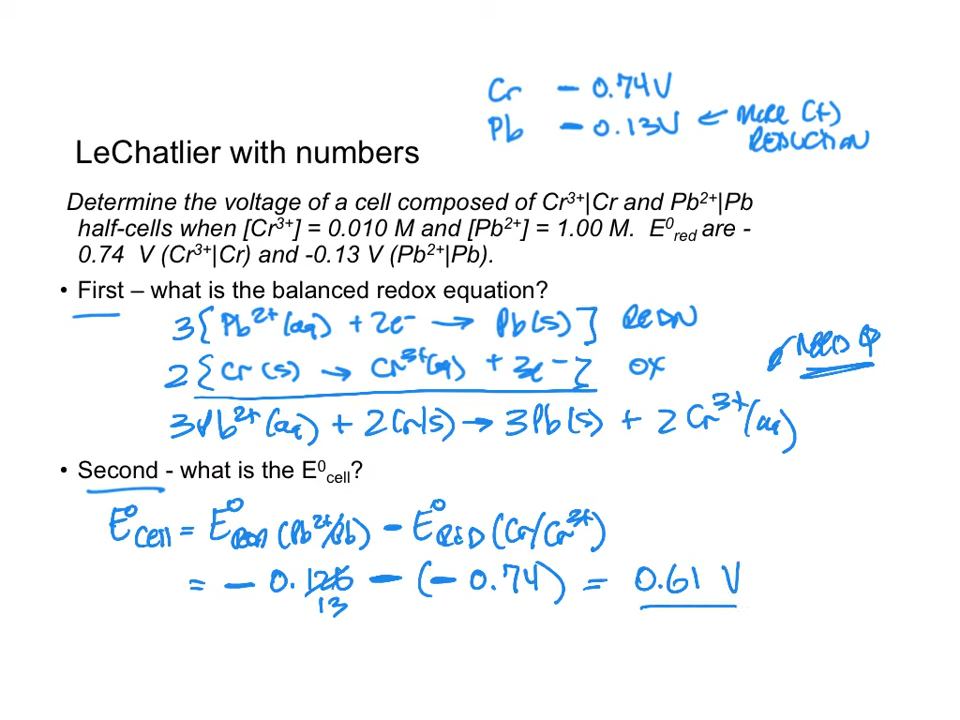 Cr – 0.74V
Pb – 0.13V ← MORE (+) REDUCTION
LeChatlier with numbers
Determine the voltage of a cell composed of Cr³⁺|Cr and Pb²⁺|Pb
half-cells when [Cr³⁺] = 0.010 M and [Pb²⁺] = 1.00 M. E⁰red are -
0.74 V (Cr³⁺|Cr) and -0.13 V (Pb²⁺|Pb).
• First – what is the balanced redox equation?
3{Pb²⁺(aq) + 2e⁻ → Pb(s)] REDN
2{Cr(s) → Cr³⁺(aq) + 3e⁻} OX
NEED
3Pb²⁺(aq) + 2Cr(s) → 3Pb(s) + 2Cr³⁺(aq)
• Second - what is the E⁰cell?
E°cell = E° (Pb²⁺/Pb) – E°RED (Cr/Cr³⁺)
= – 0.126 – (– 0.74) = 0.61 V
13